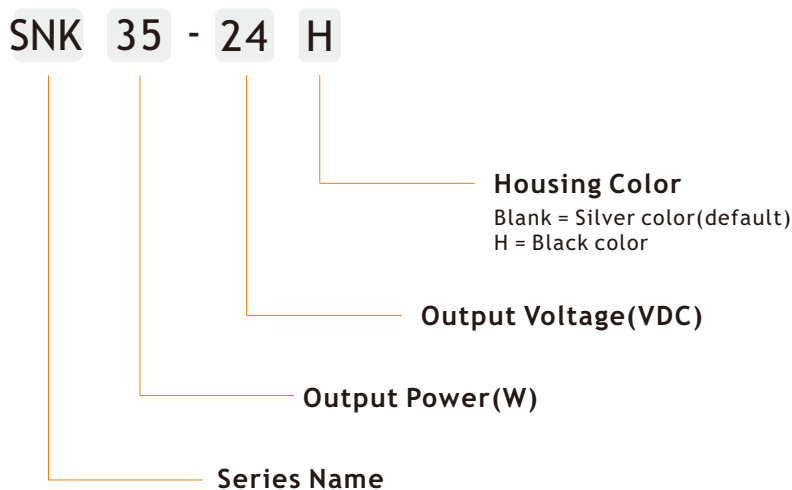 SNK 35 - 24 H
Housing Color
Blank = Silver color(default)
H = Black color
Output Voltage(VDC)
Output Power(W)
Series Name